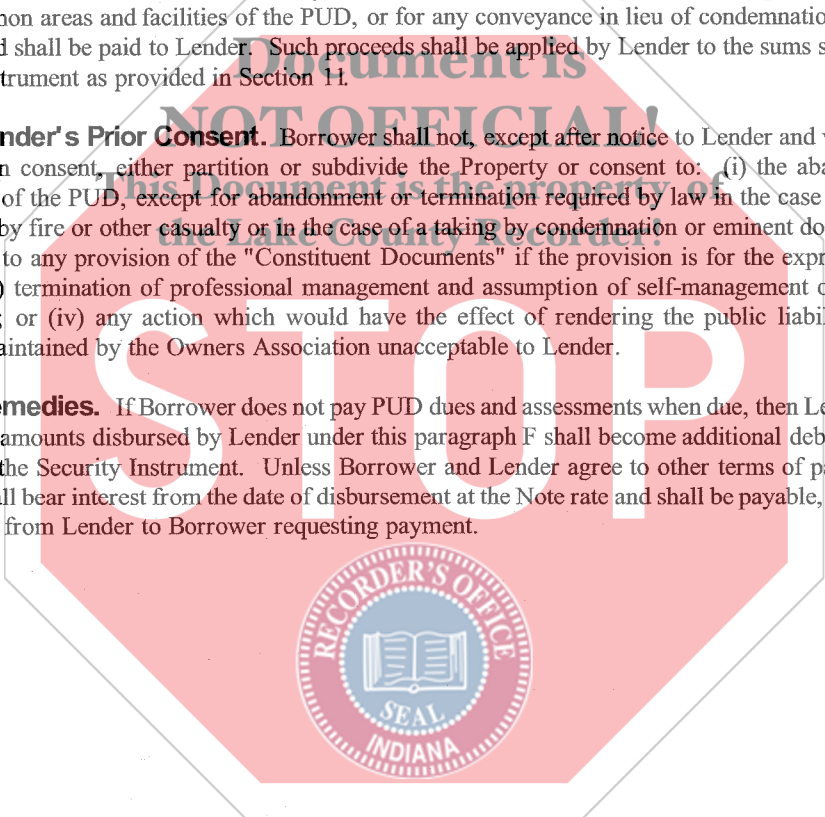 non areas and facilities of the PUD, or for any conveyance in lieu of condemnatio
d shall be paid to Lender. Such proceeds shall be applied by Lender to the sums s
trument as provided in Section 11.
Document is
NOT OFFICIAL!
This Document is the property of
the Lake County Recorder!
nder's Prior Consent. Borrower shall not, except after notice to Lender and
n consent, either partition or subdivide the Property or consent to: (i) the aba
of the PUD, except for abandonment or termination required by law in the case
by fire or other casualty or in the case of a taking by condemnation or eminent do
to any provision of the "Constituent Documents" if the provision is for the expr
) termination of professional management and assumption of self-management o
; or (iv) any action which would have the effect of rendering the public liabil
aintained by the Owners Association unacceptable to Lender.
STOP
emedies. If Borrower does not pay PUD dues and assessments when due, then Le
amounts disbursed by Lender under this paragraph F shall become additional deb
the Security Instrument. Unless Borrower and Lender agree to other terms of pa
ll bear interest from the date of disbursement at the Note rate and shall be payable,
from Lender to Borrower requesting payment.
RECORDER'S OFFICE
SEAL
INDIANA